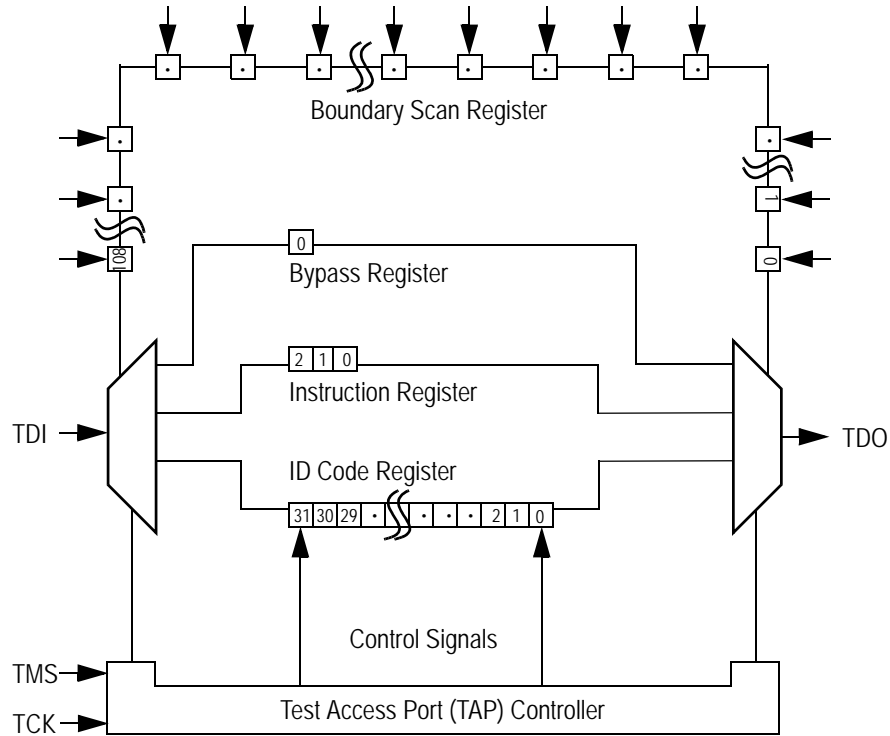 Boundary Scan Register
1
108
0
0
Bypass Register
2 1 0
Instruction Register
TDI
TDO
ID Code Register
31 30 29 · · · · 2 1 0
Control Signals
TMS
Test Access Port (TAP) Controller
TCK